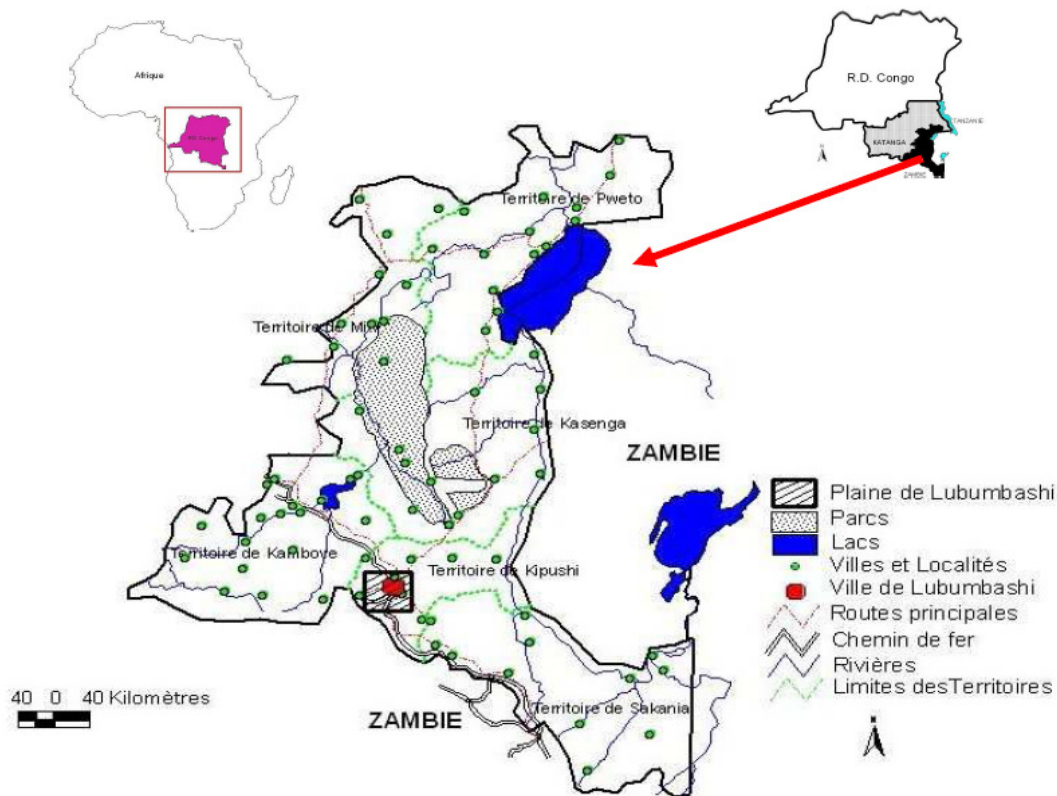 Afrique
RD Congo
R.D. Congo
TANZANIE
KATANGA
ZAMBIE
Territoire de Pweto
Territoire de
Territoire de Kasenga
ZAMBIE
Territoire de Kambove
Territoire de Kipushi
Territoire de Sakania
ZAMBIE
40 0 40 Kilomètres
Plaine de Lubumbashi
Parcs
Lacs
Villes et Localités
Ville de Lubumbashi
Routes principales
Chemin de fer
Rivières
Limites desTerritoires